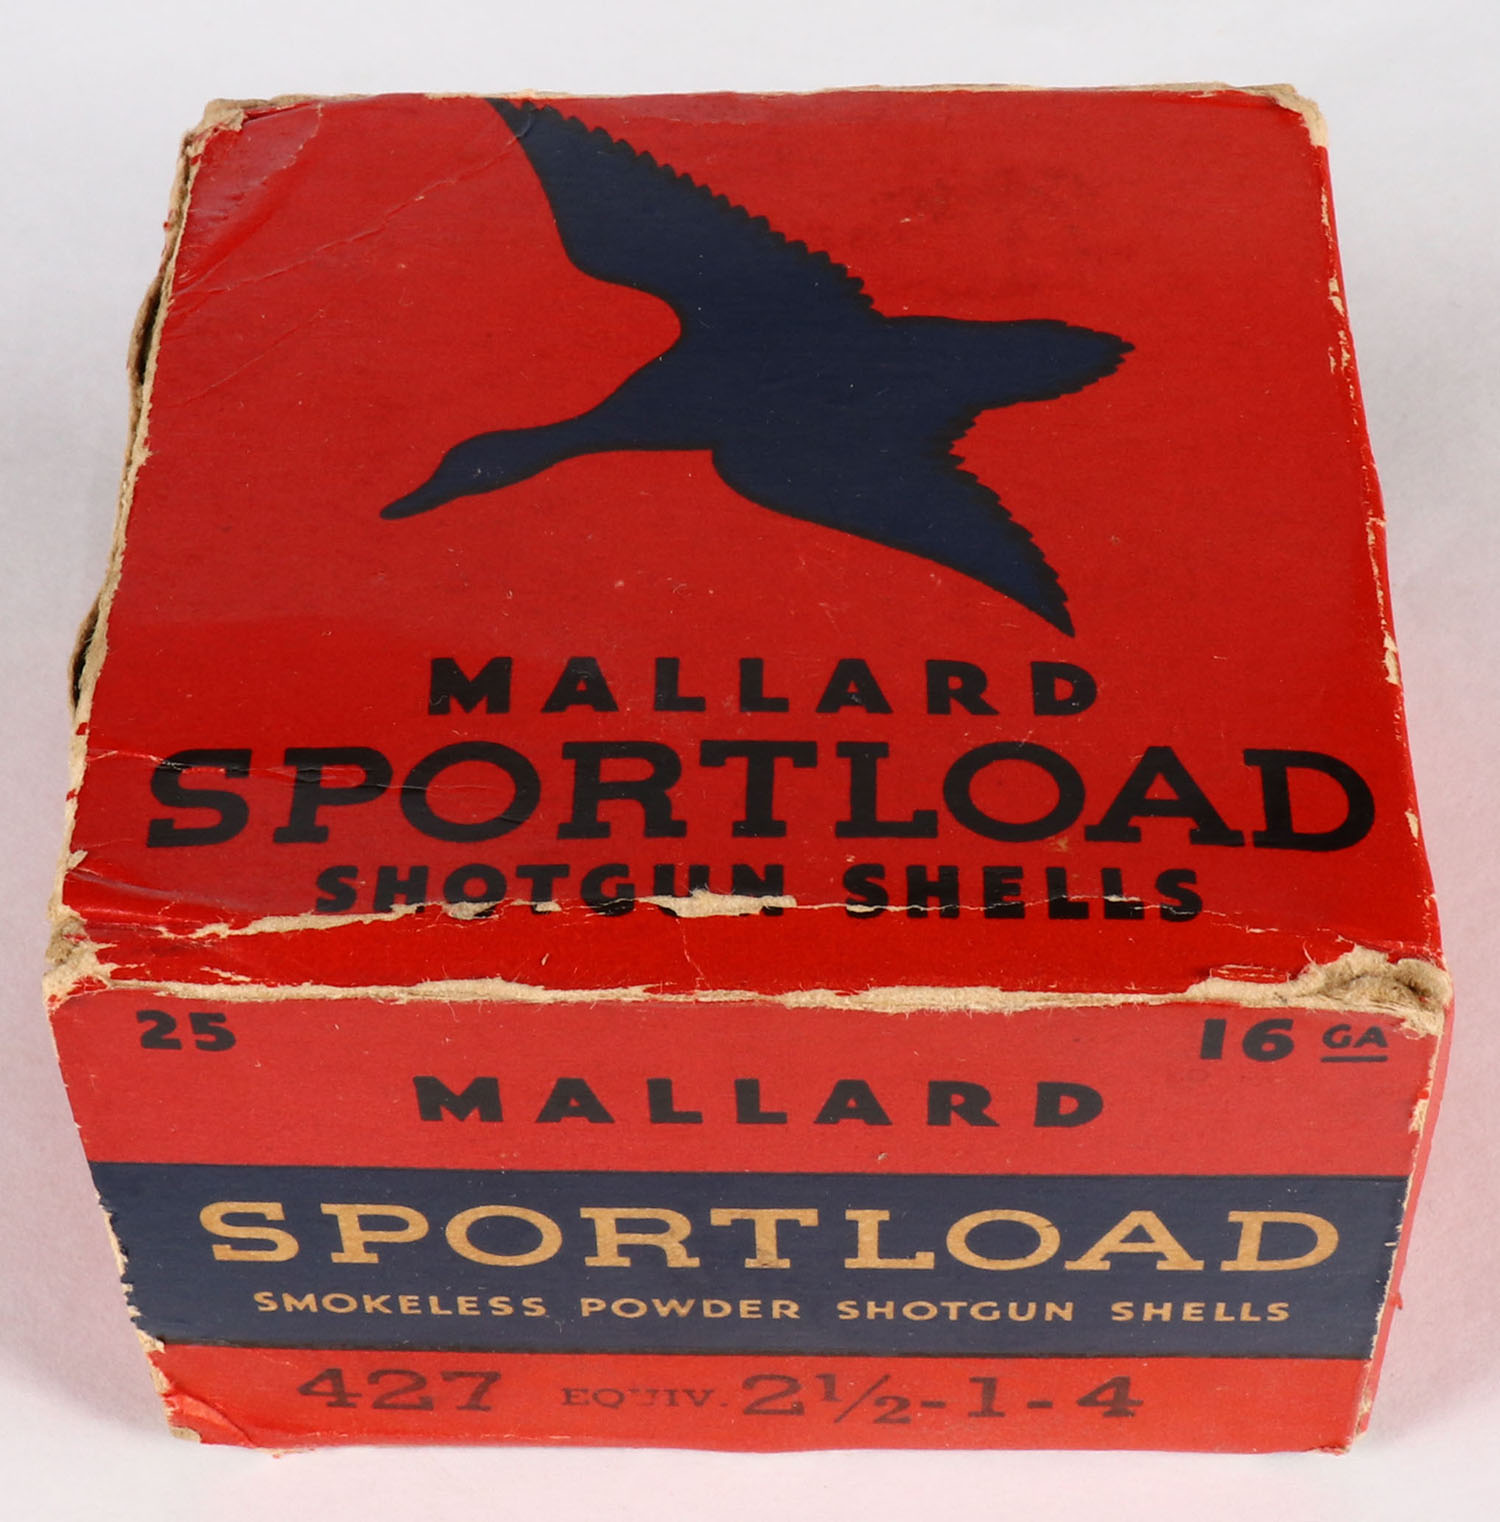 MALLARD
SPORTLOAD
SHOTGUN SHELLS
25 16 GA
MALLARD
SPORTLOAD
SMOKELESS POWDER SHOTGUN SHELLS
427 EQUIV. 2½-1-4